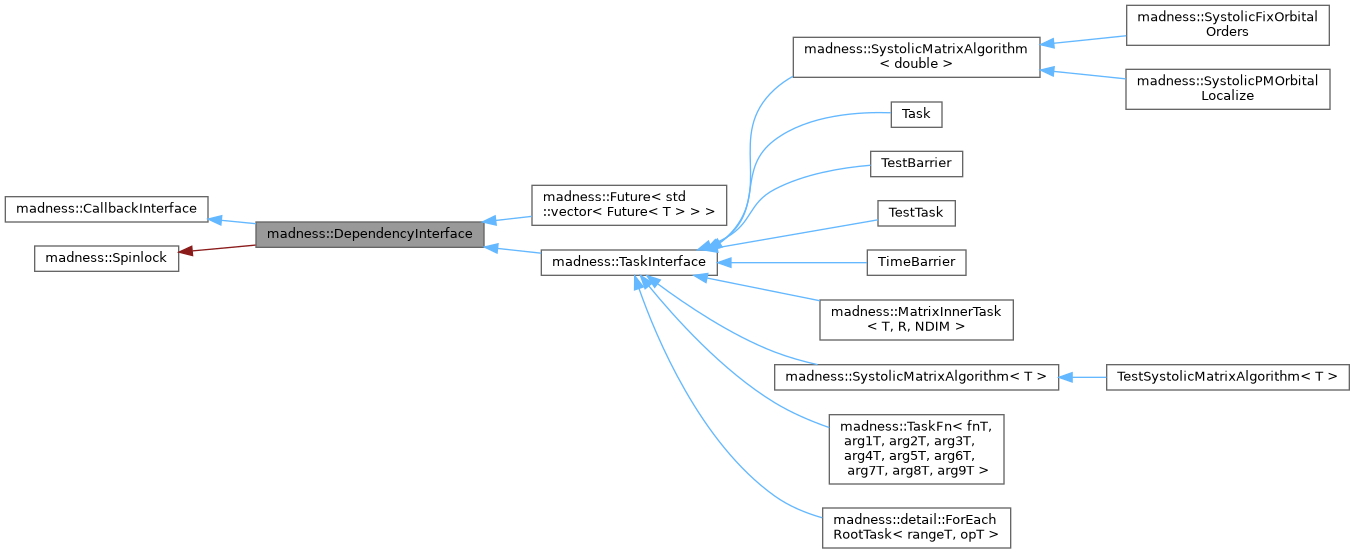 madness::CallbackInterface
madness::Spinlock
madness::DependencyInterface
madness::Future< std
::vector< Future< T > > >
madness::TaskInterface
madness::SystolicMatrixAlgorithm
< double >
Task
TestBarrier
TestTask
TimeBarrier
madness::MatrixInnerTask
< T, R, NDIM >
madness::SystolicMatrixAlgorithm< T >
madness::TaskFn< fnT,
arg1T, arg2T, arg3T,
arg4T, arg5T, arg6T,
arg7T, arg8T, arg9T >
madness::detail::ForEach
RootTask< rangeT, opT >
madness::SystolicFixOrbital
Orders
madness::SystolicPMOrbital
Localize
TestSystolicMatrixAlgorithm< T >